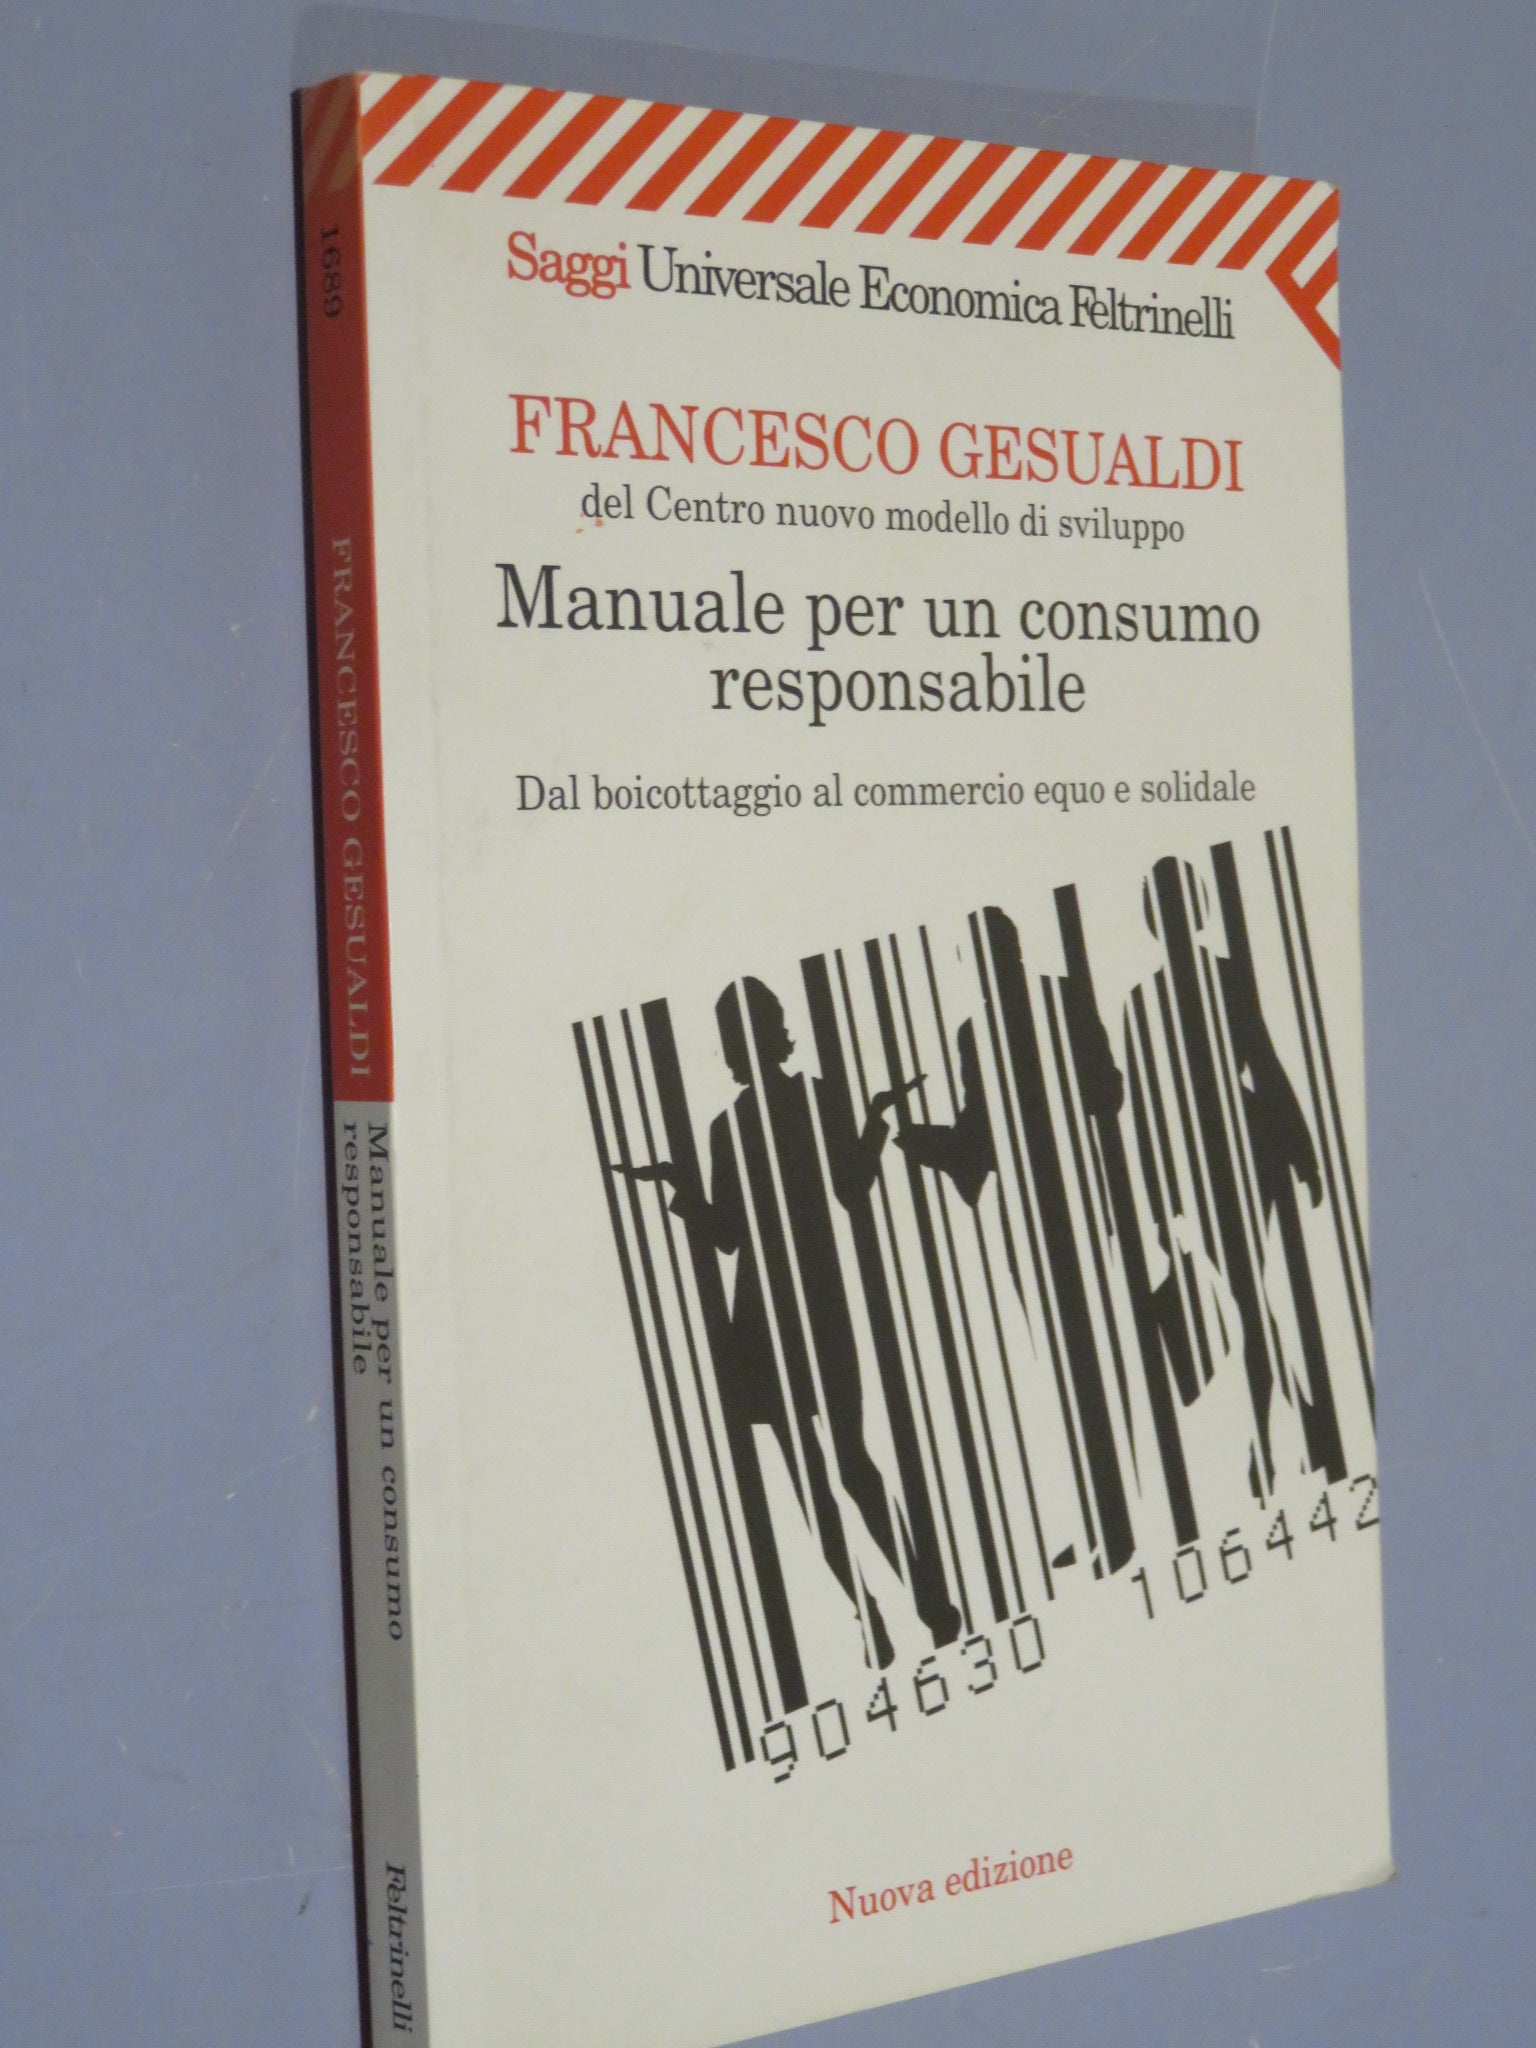 Saggi Universale Economica Feltrinelli
FRANCESCO GESUALDI
del Centro nuovo modello di sviluppo
Manuale per un consumo
responsabile
Dal boicottaggio al commercio equo e solidale
904630 106442
Nuova edizione
1689
FRANCESCO GESUALDI
Manuale per un consumo
responsabile
Feltrinelli